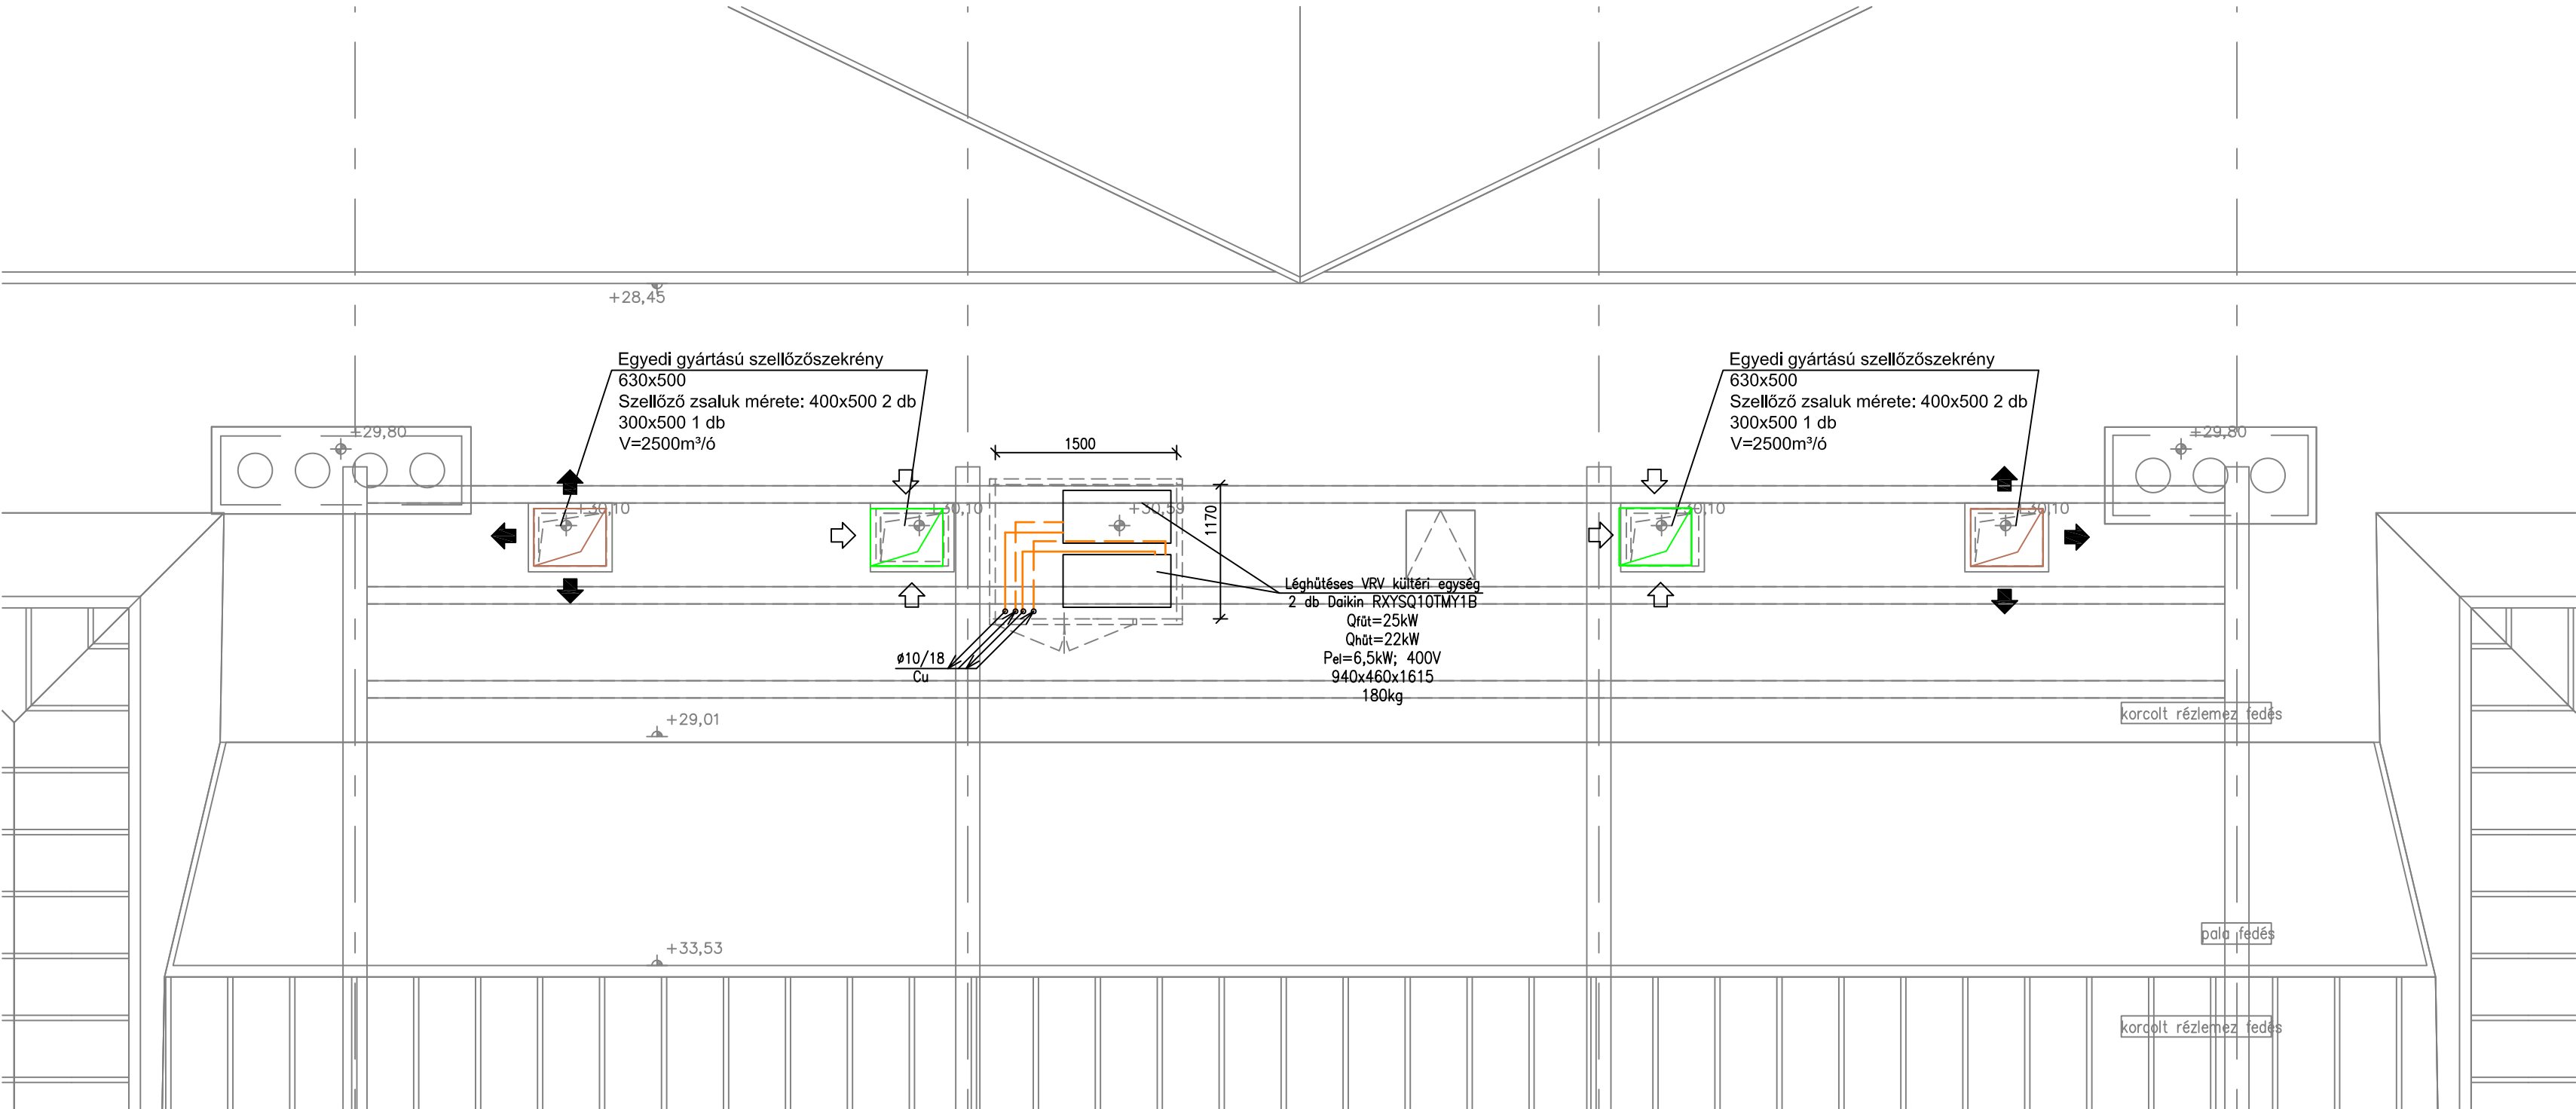 +28,45
Egyedi gyártású szellőzőszekrény
630x500
Szellőző zsaluk mérete: 400x500 2 db
300x500 1 db
V=2500m³/ó
Egyedi gyártású szellőzőszekrény
630x500
Szellőző zsaluk mérete: 400x500 2 db
300x500 1 db
V=2500m³/ó
+29,80
+29,80
1500
+30,10
+30,10
+30,59
1170
+30,10
+30,10
Léghűtéses VRV kültéri egység
2 db Daikin RXYSQ10TMY1B
Qfűt=25kW
Qhűt=22kW
Pel=6,5kW; 400V
940x460x1615
180kg
ø10/18
Cu
+29,01
korcolt rézlemez fedés
+33,53
pala fedés
korcolt rézlemez fedés